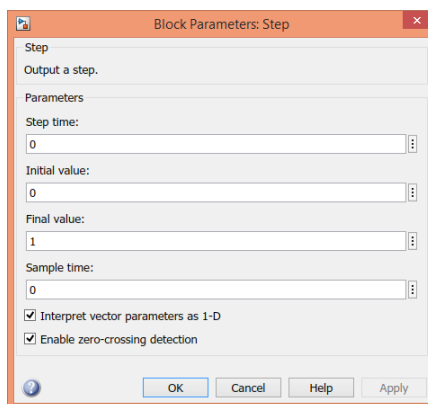 Block Parameters: Step
Step
Output a step.
Parameters
Step time:
0
Initial value:
0
Final value:
1
Sample time:
0
Interpret vector parameters as 1-D
Enable zero-crossing detection
OK Cancel Help Apply